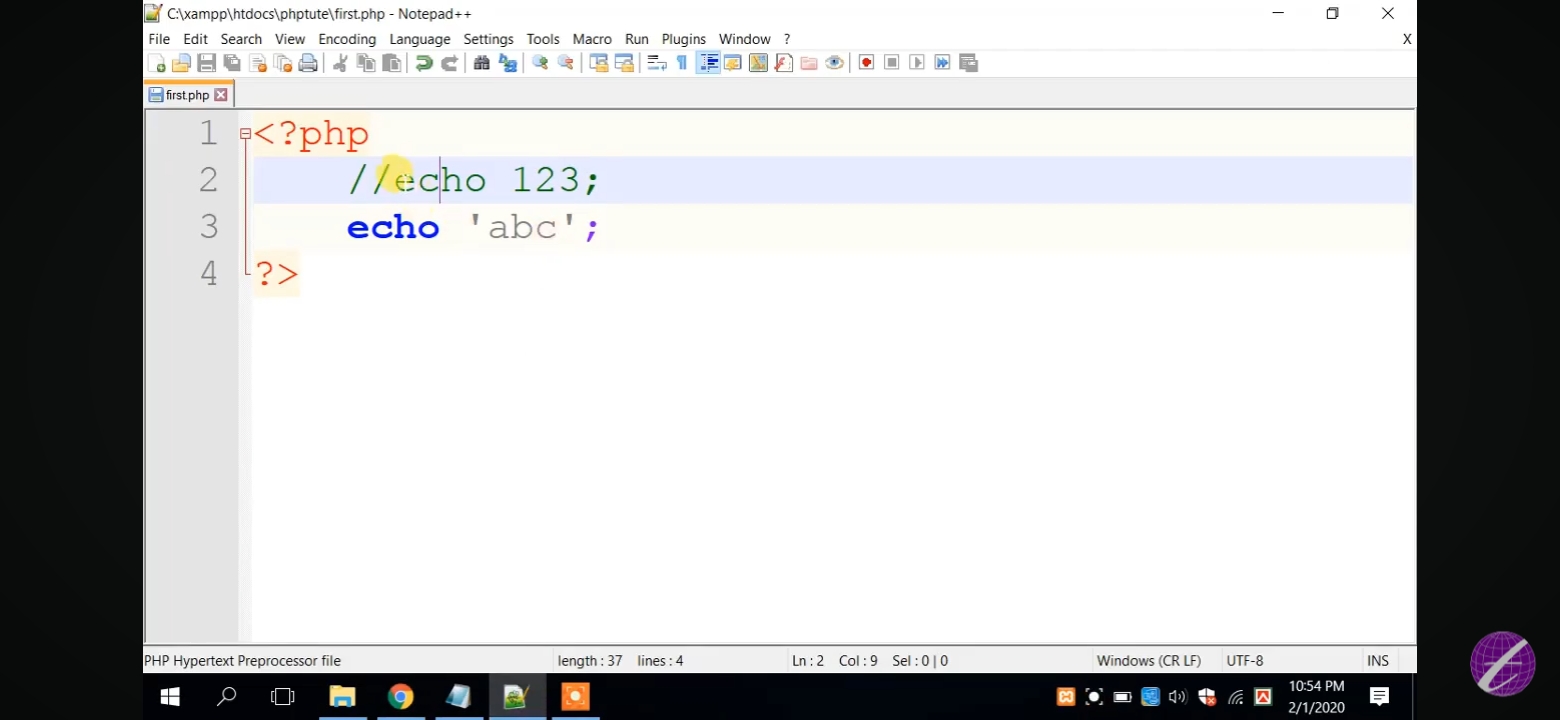 C:\xampp\htdocs\phptute\first.php - Notepad++
File Edit Search View Encoding Language Settings Tools Macro Run Plugins Window ? X
first.php
1 <?php
2 //echo 123;
3 echo 'abc';
4 ?>
PHP Hypertext Preprocessor file length : 37 lines : 4 Ln : 2 Col : 9 Sel : 0 | 0 Windows (CR LF) UTF-8 INS
10:54 PM
2/1/2020